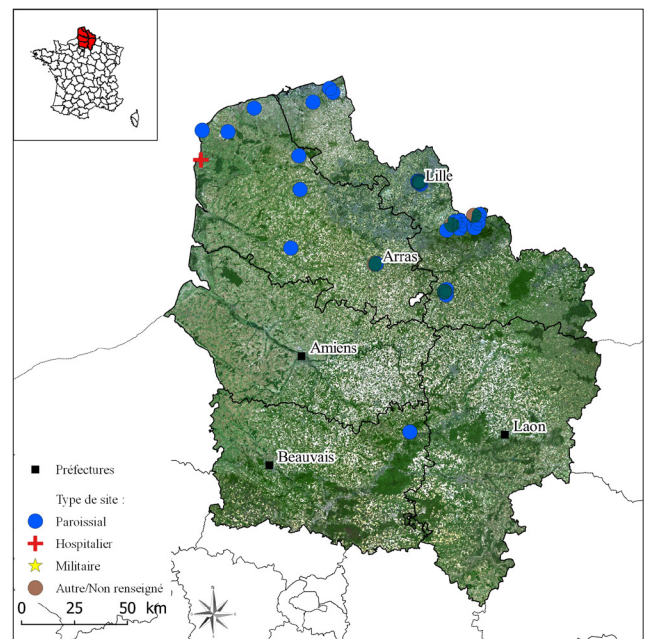 Lille
Arras
Amiens
Laon
Beauvais
Préfectures
Type de site :
Paroissial
Hospitalier
Militaire
Autre/Non renseigné
0 25 50 km